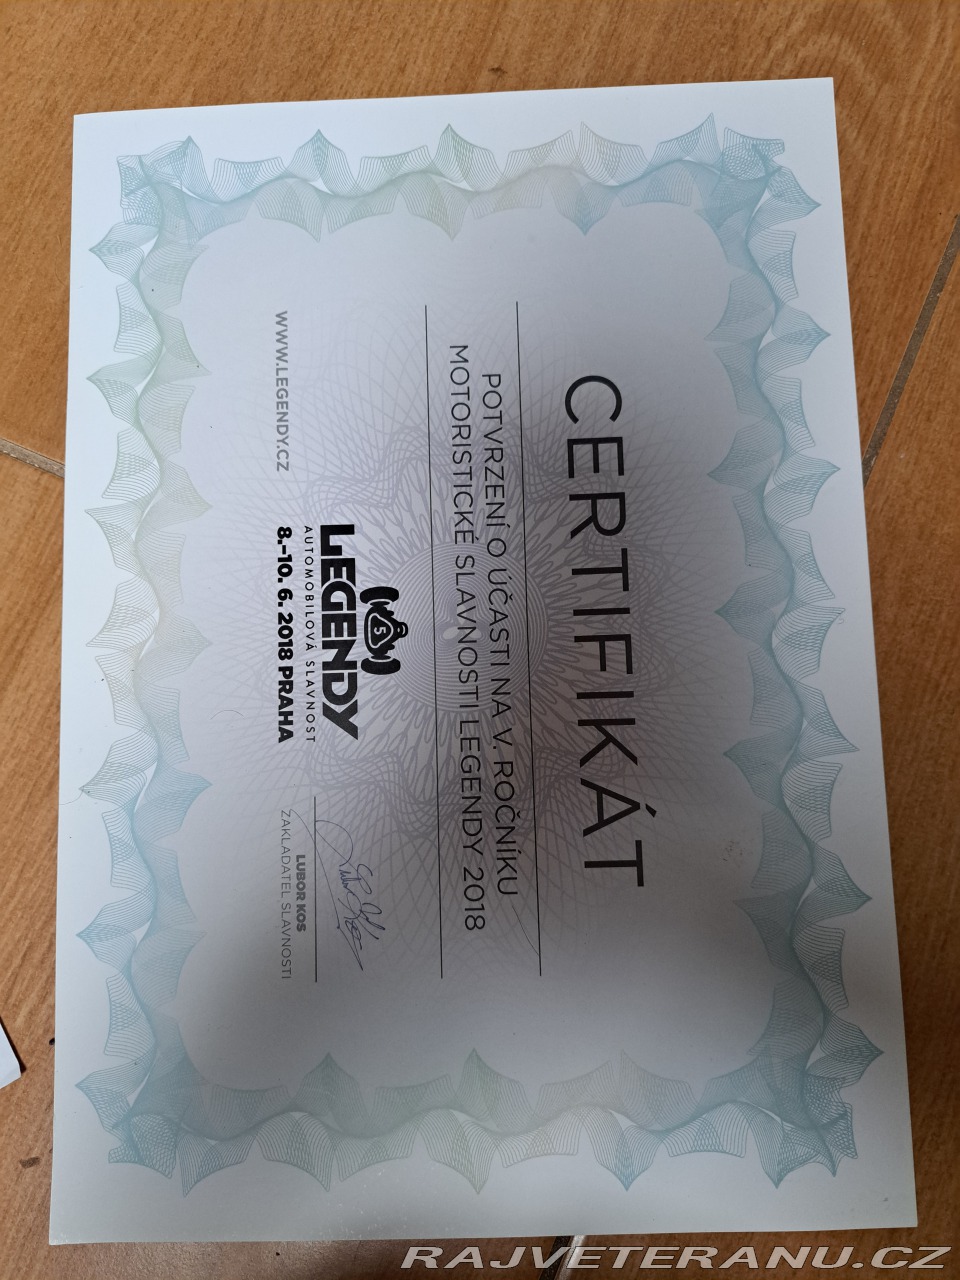 CERTIFIKÁT
POTVRZENÍ O ÚČASTI NA V. ROČNÍKU
MOTORISTICKÉ SLAVNOSTI LEGENDY 2018
5
LEGENDY
AUTOMOBILOVÁ SLAVNOST
8.–10. 6. 2018 PRAHA
WWW.LEGENDY.CZ
LUBOR KOS
ZAKLADATEL SLAVNOSTI
RAJVETERANU.CZ